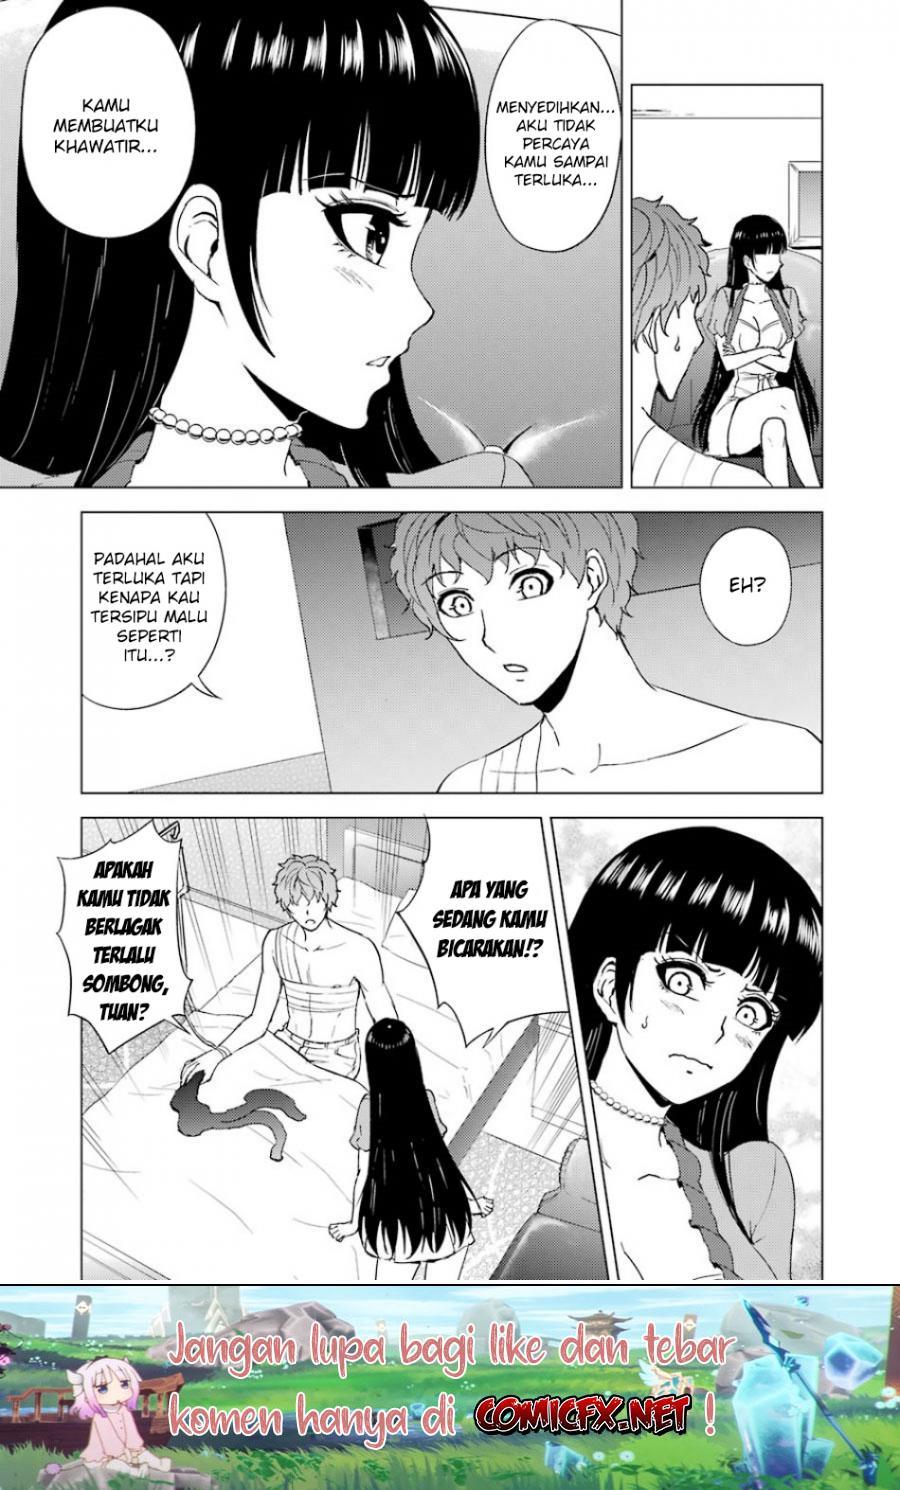 MENYEDIHKAN...
AKU TIDAK
PERCAYA
KAMU SAMPAI
TERLUKA...
KAMU
MEMBUATKU
KHAWATIR...
EH?
PADAHAL AKU
TERLUKA TAPI
KENAPA KAU
TERSIPU MALU
SEPERTI
ITU...?
APA YANG
SEDANG KAMU
BICARAKAN!?
APAKAH
KAMU TIDAK
BERLAGAK
TERLALU
SOMBONG,
TUAN?
Jangan lupa bagi like dan tebar
komen hanya di COMICFX.NET !